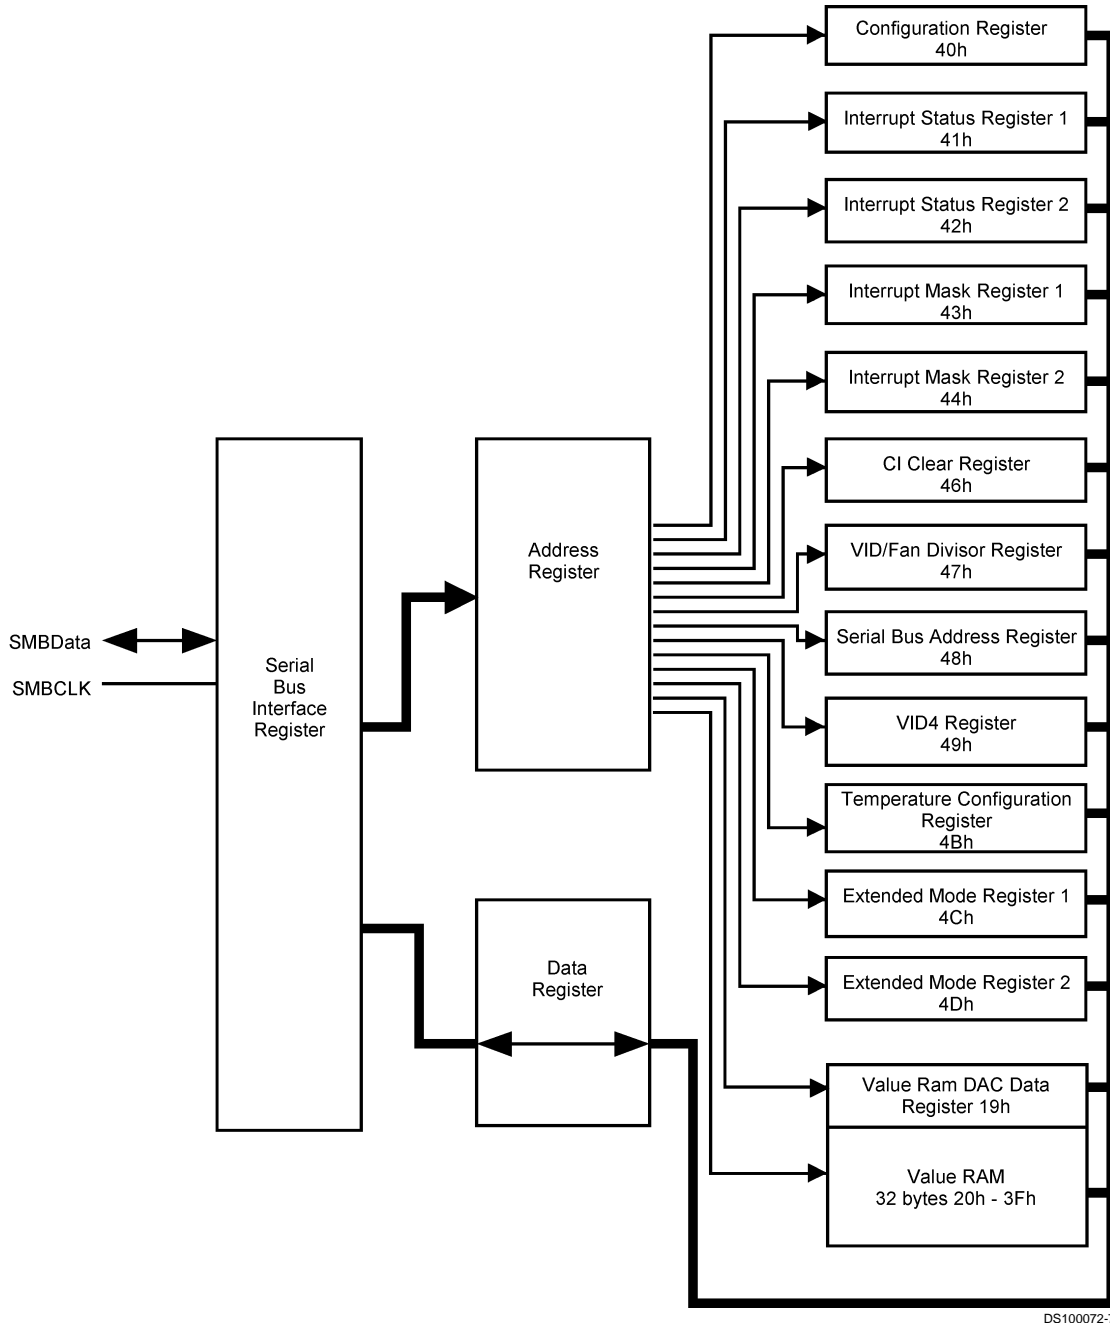 Configuration Register
40h
Interrupt Status Register 1
41h
Interrupt Status Register 2
42h
Interrupt Mask Register 1
43h
Interrupt Mask Register 2
44h
CI Clear Register
46h
VID/Fan Divisor Register
47h
Serial Bus Address Register
48h
VID4 Register
49h
Temperature Configuration
Register
4Bh
Extended Mode Register 1
4Ch
Extended Mode Register 2
4Dh
Value Ram DAC Data
Register 19h
Value RAM
32 bytes 20h - 3Fh
Address
Register
SMBData
SMBCLK
Serial
Bus
Interface
Register
Data
Register